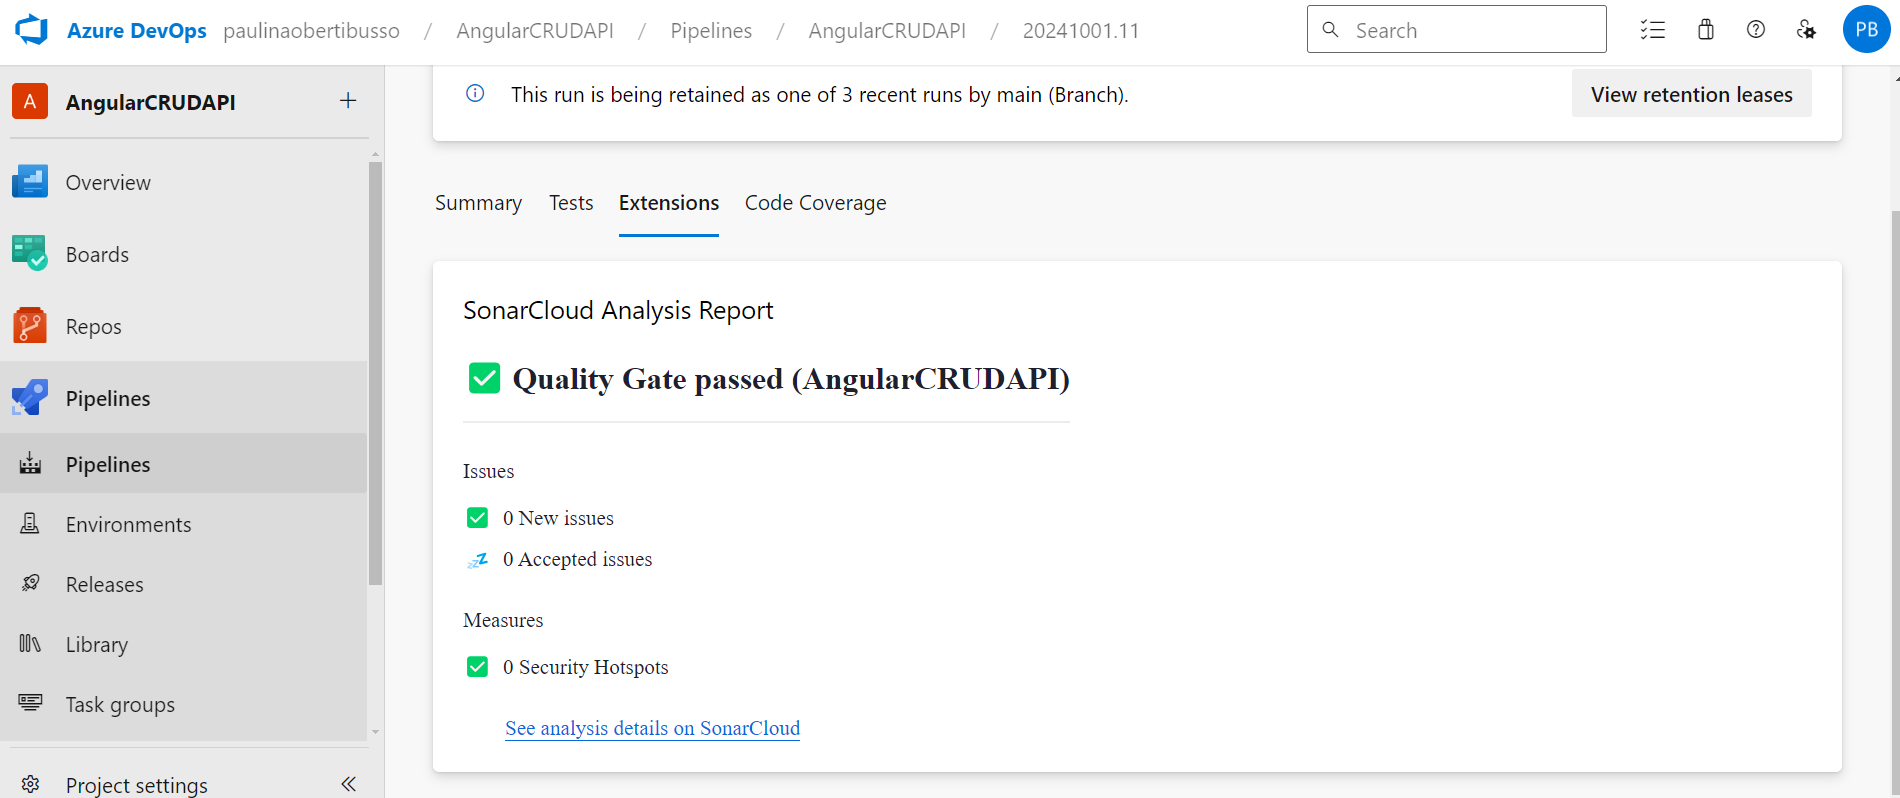 Azure DevOps paulinaobertibusso / AngularCRUDAPI / Pipelines / AngularCRUDAPI / 20241001.11
Search
PB
A AngularCRUDAPI +
Overview
Boards
Repos
Pipelines
Pipelines
Environments
Releases
Library
Task groups
Project settings
This run is being retained as one of 3 recent runs by main (Branch).
View retention leases
Summary Tests Extensions Code Coverage
SonarCloud Analysis Report
Quality Gate passed (AngularCRUDAPI)
Issues
0 New issues
0 Accepted issues
Measures
0 Security Hotspots
See analysis details on SonarCloud